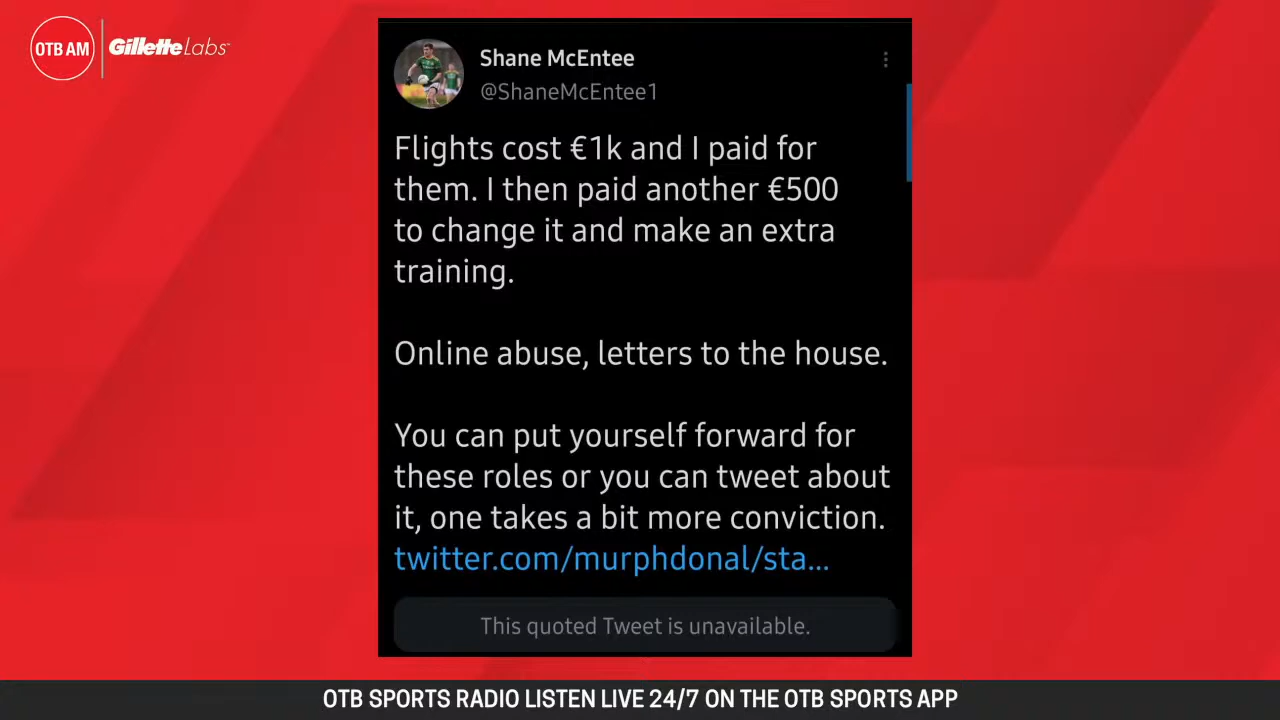 OTB AM
Gillette Labs
Shane McEntee
@ShaneMcEntee1
Flights cost €1k and I paid for
them. I then paid another €500
to change it and make an extra
training.
Online abuse, letters to the house.
You can put yourself forward for
these roles or you can tweet about
it, one takes a bit more conviction.
twitter.com/murphdonal/sta...
This quoted Tweet is unavailable.
OTB SPORTS RADIO LISTEN LIVE 24/7 ON THE OTB SPORTS APP